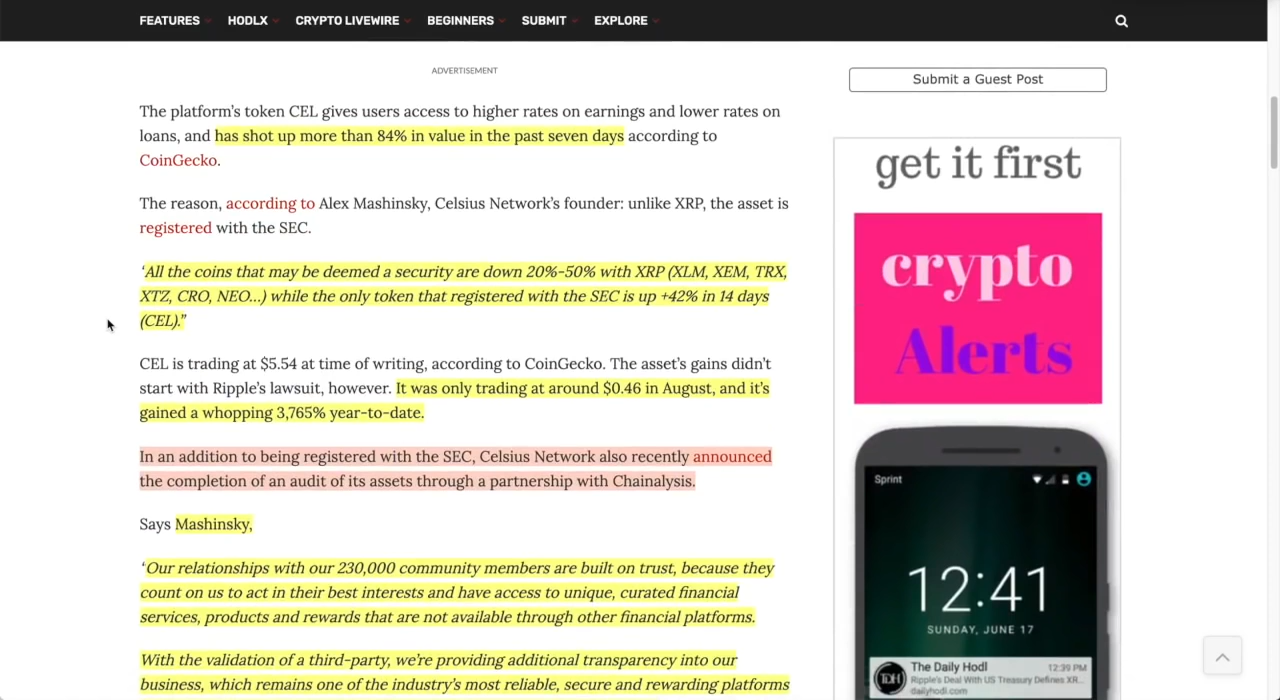 FEATURES HODLX CRYPTO LIVEWIRE BEGINNERS SUBMIT EXPLORE
ADVERTISEMENT
The platform's token CEL gives users access to higher rates on earnings and lower rates on
loans, and has shot up more than 84% in value in the past seven days according to
CoinGecko.
The reason, according to Alex Mashinsky, Celsius Network's founder: unlike XRP, the asset is
registered with the SEC.
‘All the coins that may be deemed a security are down 20%-50% with XRP (XLM, XEM, TRX,
XTZ, CRO, NEO…) while the only token that registered with the SEC is up +42% in 14 days
(CEL).”
CEL is trading at $5.54 at time of writing, according to CoinGecko. The asset's gains didn't
start with Ripple's lawsuit, however. It was only trading at around $0.46 in August, and it's
gained a whopping 3,765% year-to-date.
In an addition to being registered with the SEC, Celsius Network also recently announced
the completion of an audit of its assets through a partnership with Chainalysis.
Says Mashinsky,
‘Our relationships with our 230,000 community members are built on trust, because they
count on us to act in their best interests and have access to unique, curated financial
services, products and rewards that are not available through other financial platforms.
With the validation of a third-party, we're providing additional transparency into our
business, which remains one of the industry's most reliable, secure and rewarding platforms
Submit a Guest Post
get it first
crypto
Alerts
Sprint
12:41
SUNDAY, JUNE 17
TDH
The Daily Hodl 12:39 PM
Ripple's Deal With US Treasury Defines XR...
dailyhodl.com